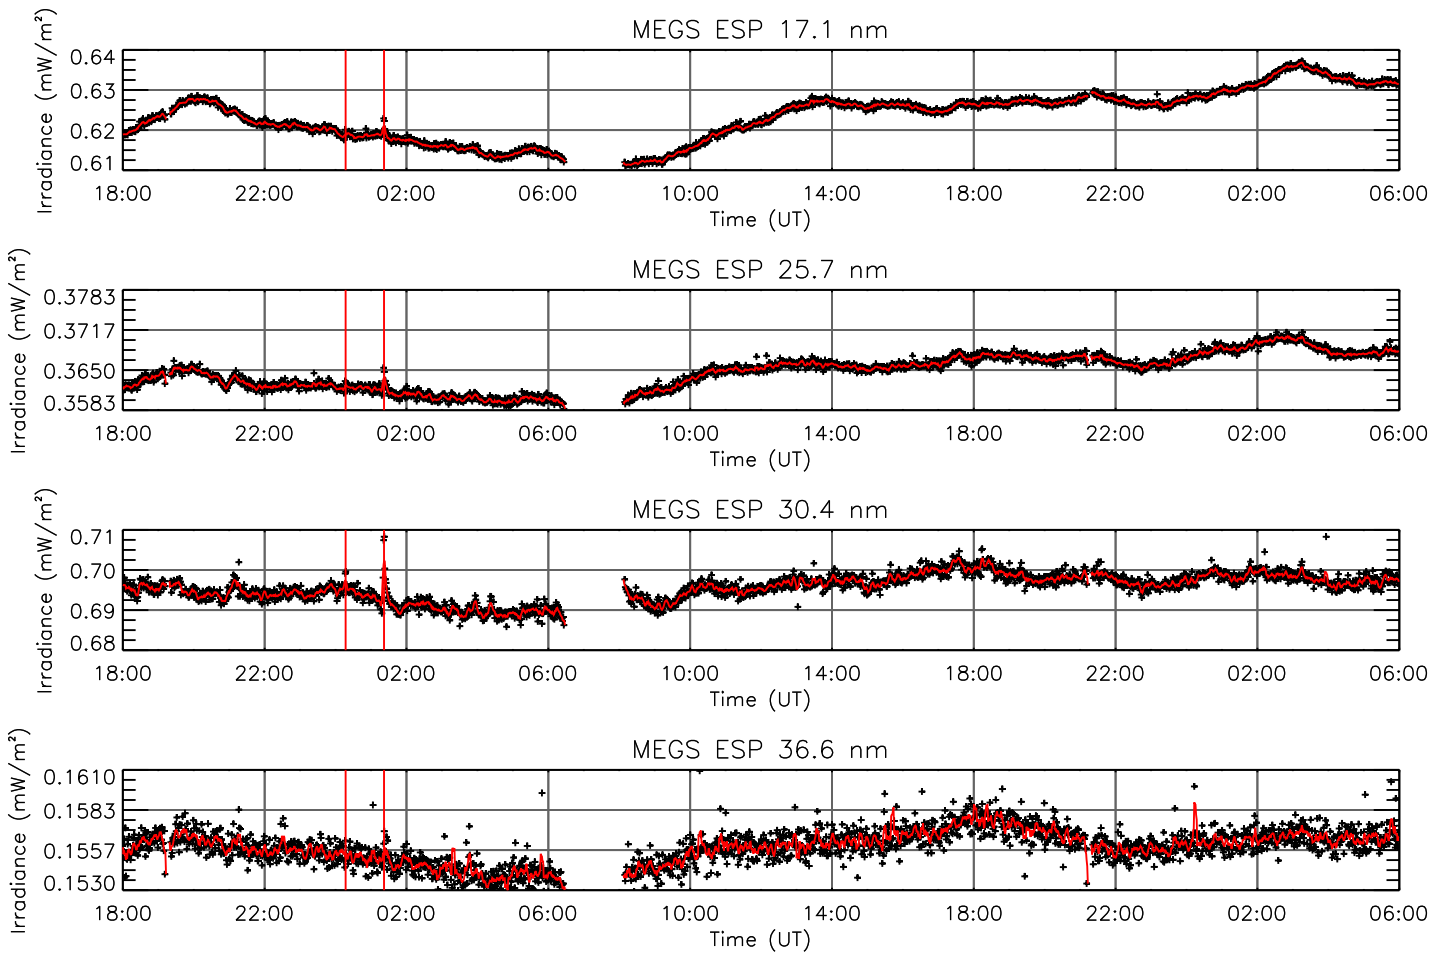 MEGS ESP 17.1 nm
Irradiance (mW/m²)
0.64
0.63
0.62
0.61
18:00 22:00 02:00 06:00 10:00 14:00 18:00 22:00 02:00 06:00
Time (UT)
MEGS ESP 25.7 nm
Irradiance (mW/m²)
0.3783
0.3717
0.3650
0.3583
18:00 22:00 02:00 06:00 10:00 14:00 18:00 22:00 02:00 06:00
Time (UT)
MEGS ESP 30.4 nm
Irradiance (mW/m²)
0.71
0.70
0.69
0.68
18:00 22:00 02:00 06:00 10:00 14:00 18:00 22:00 02:00 06:00
Time (UT)
MEGS ESP 36.6 nm
Irradiance (mW/m²)
0.1610
0.1583
0.1557
0.1530
18:00 22:00 02:00 06:00 10:00 14:00 18:00 22:00 02:00 06:00
Time (UT)